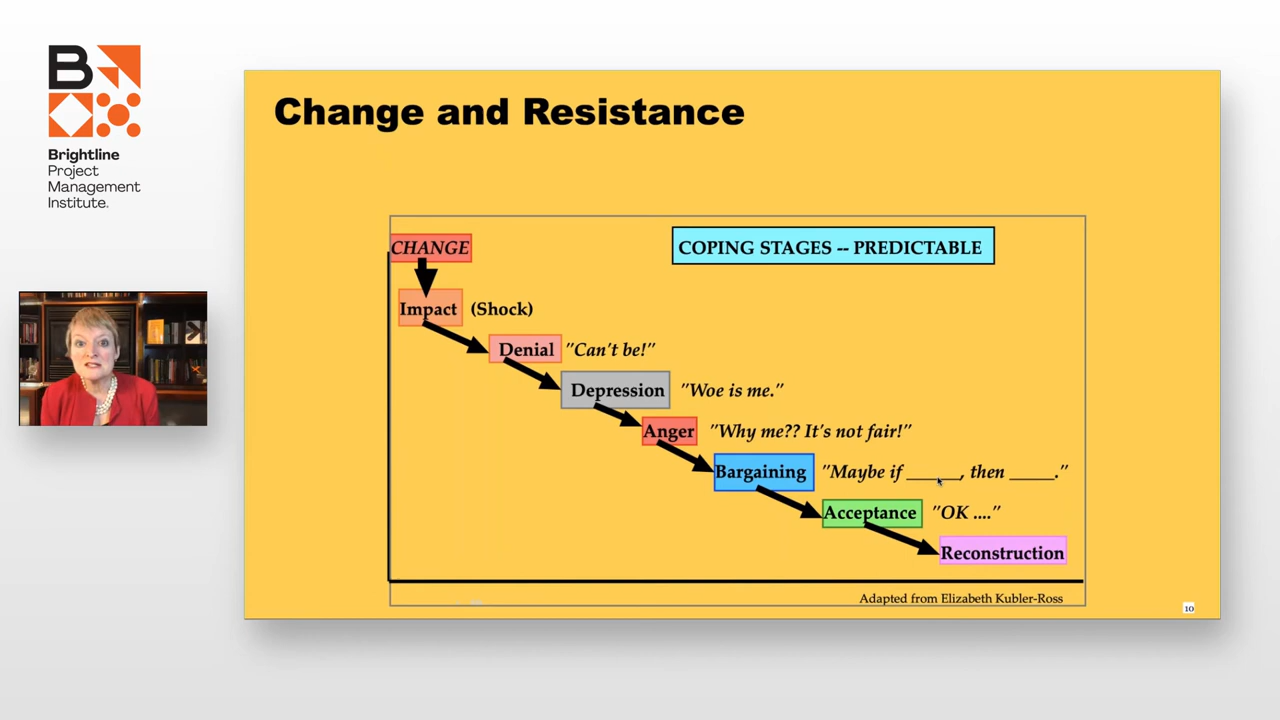 B
Brightline
Project
Management
Institute.
Change and Resistance
CHANGE
COPING STAGES -- PREDICTABLE
Impact (Shock)
Denial "Can't be!"
Depression "Woe is me."
Anger "Why me?? It's not fair!"
Bargaining "Maybe if _____, then _____."
Acceptance "OK ...."
Reconstruction
Adapted from Elizabeth Kubler-Ross
10